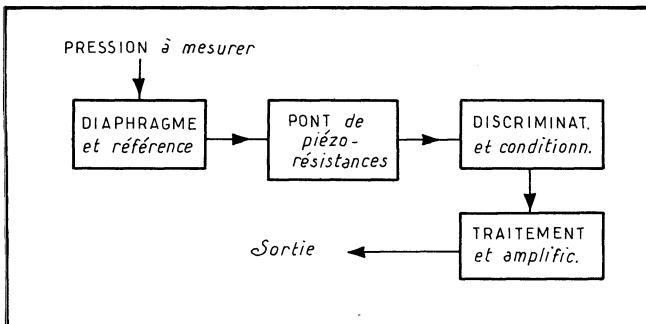 PRESSION à mesurer
DIAPHRAGME
et référence
PONT de
piézo-
résistances
DISCRIMINAT.
et conditionn.
TRAITEMENT
et amplific.
Sortie